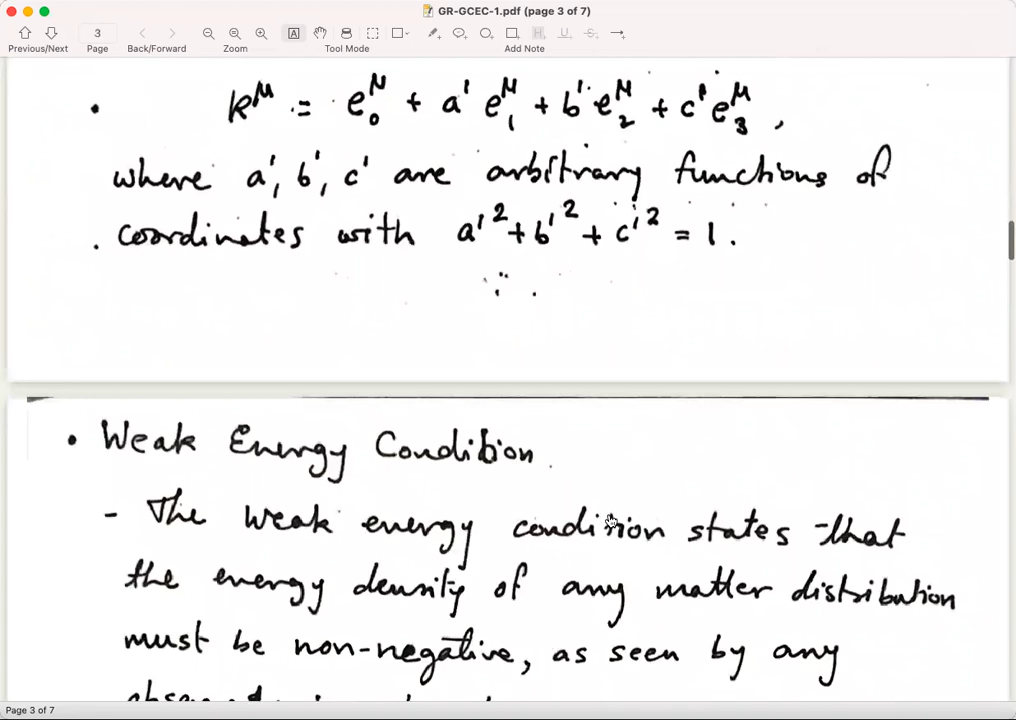 GR-GCEC-1.pdf (page 3 of 7)
3
Previous/Next Page Back/Forward Zoom Tool Mode Add Note
• k^μ := e_0^μ + a' e_1^μ + b' e_2^μ + c' e_3^μ ,
where a', b', c' are arbitrary functions of
coordinates with a'^2 + b'^2 + c'^2 = 1.
• Weak Energy Condition.
- The weak energy condition states that
the energy density of any matter distribution
must be non-negative, as seen by any
Page 3 of 7